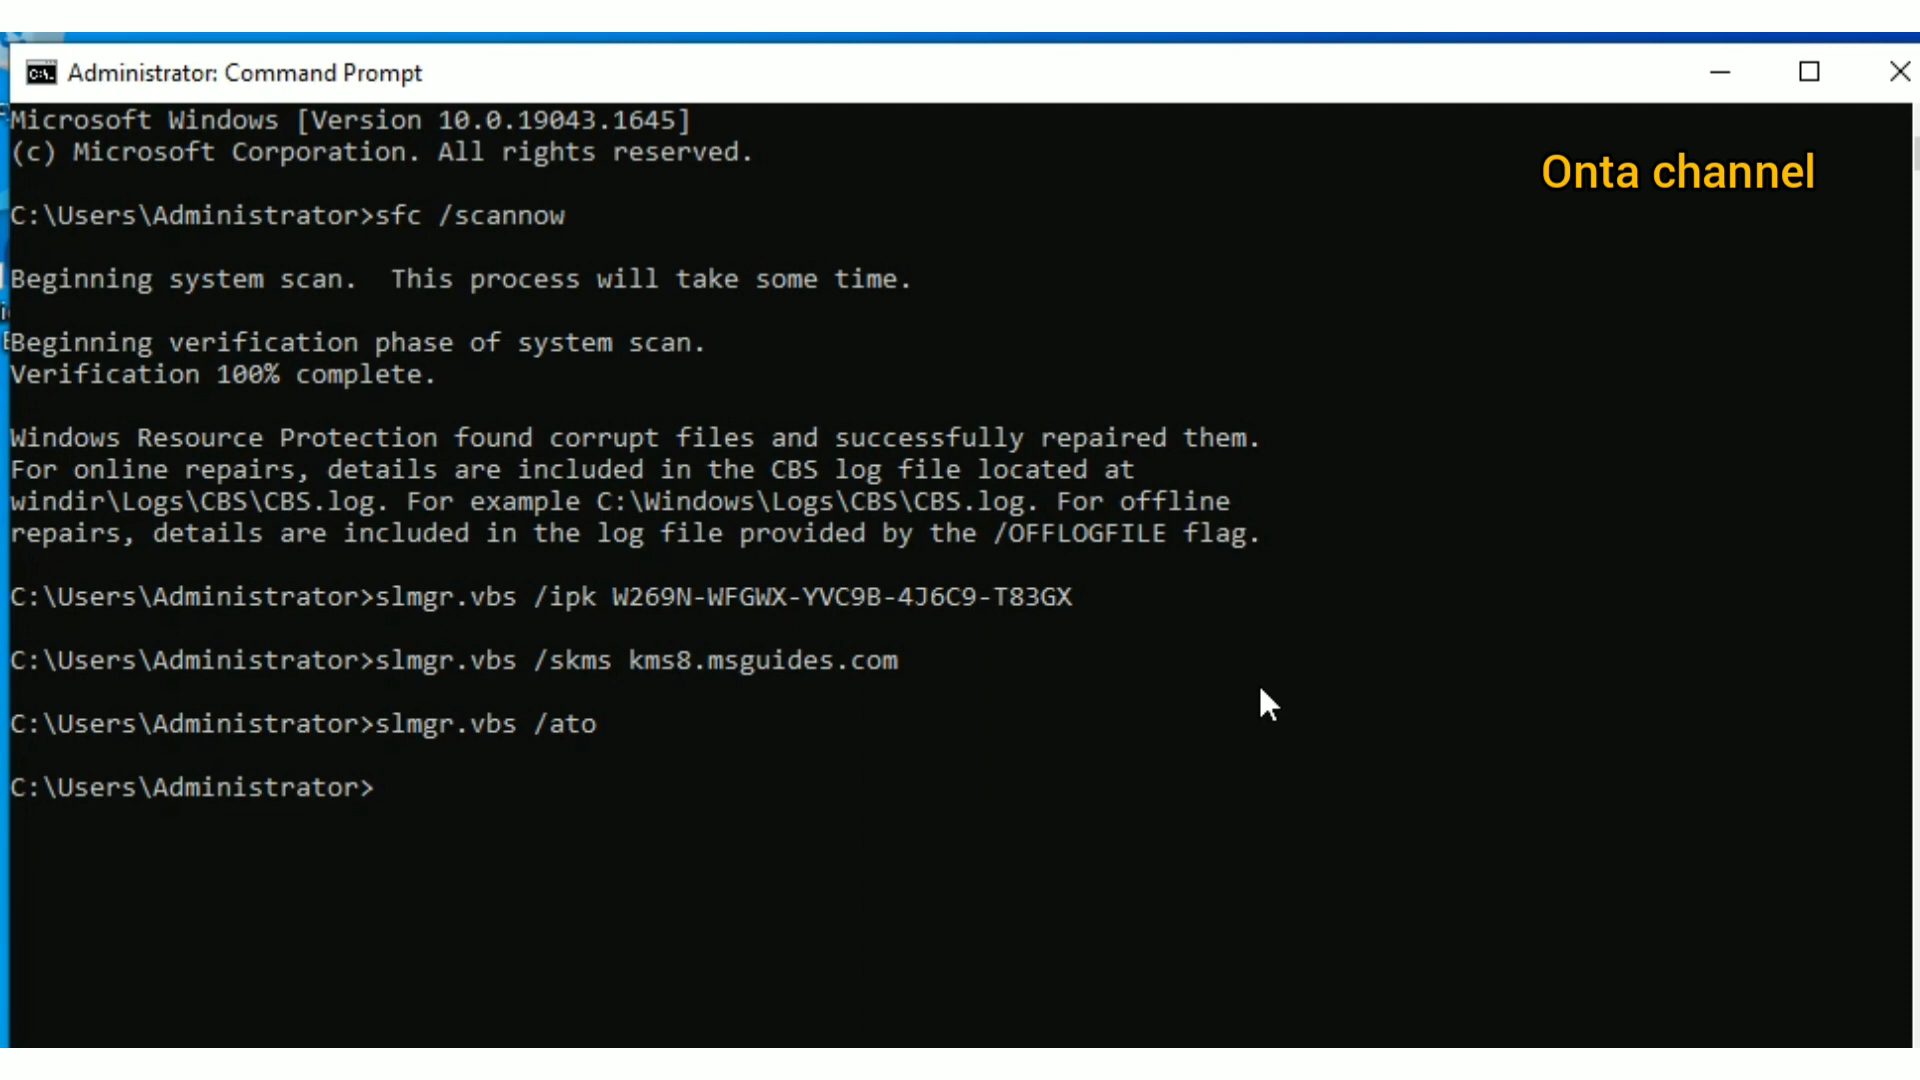 Administrator: Command Prompt
Microsoft Windows [Version 10.0.19043.1645]
(c) Microsoft Corporation. All rights reserved.
Onta channel
C:\Users\Administrator>sfc /scannow
Beginning system scan.  This process will take some time.
Beginning verification phase of system scan.
Verification 100% complete.
Windows Resource Protection found corrupt files and successfully repaired them.
For online repairs, details are included in the CBS log file located at
windir\Logs\CBS\CBS.log. For example C:\Windows\Logs\CBS\CBS.log. For offline
repairs, details are included in the log file provided by the /OFFLOGFILE flag.
C:\Users\Administrator>slmgr.vbs /ipk W269N-WFGWX-YVC9B-4J6C9-T83GX
C:\Users\Administrator>slmgr.vbs /skms kms8.msguides.com
C:\Users\Administrator>slmgr.vbs /ato
C:\Users\Administrator>